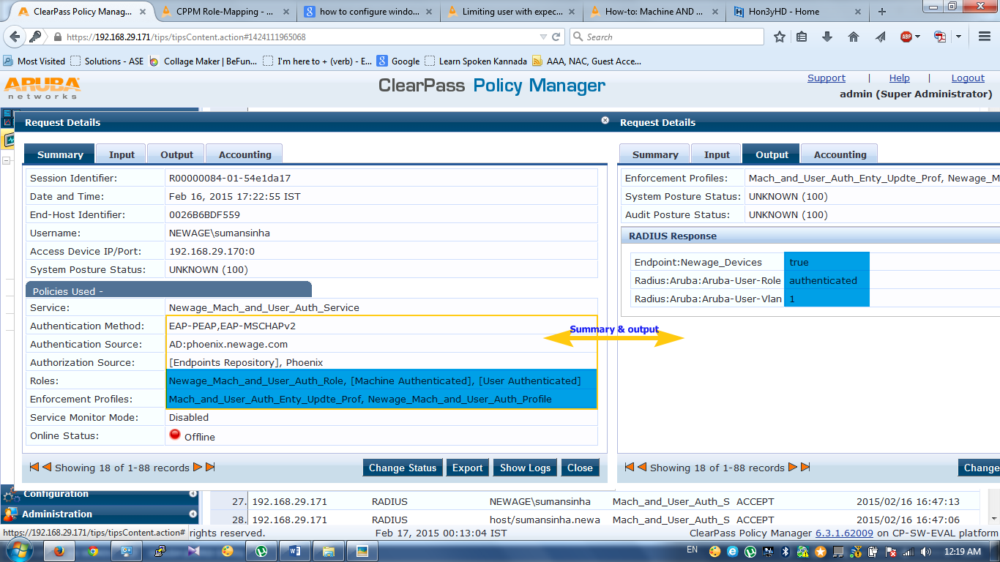 ClearPass Policy Manag...
CPPM Role-Mapping - ...
how to configure windo...
Limiting user with expec...
How-to: Machine AND ...
Hon3yHD - Home
https://192.168.29.171/tips/tipsContent.action#1424111965068
Search
ABP
Most Visited
Solutions - ASE
Collage Maker | BeFun...
I'm here to + (verb) - E...
Google
Learn Spoken Kannada
AAA, NAC, Guest Acce...
ARUBA
networks
ClearPass Policy Manager
Support | Help | Logout
admin (Super Administrator)
Request Details
Summary Input Output Accounting
Session Identifier: R00000084-01-54e1da17
Date and Time: Feb 16, 2015 17:22:55 IST
End-Host Identifier: 0026B6BDF559
Username: NEWAGE\sumansinha
Access Device IP/Port: 192.168.29.170:0
System Posture Status: UNKNOWN (100)
Policies Used -
Service: Newage_Mach_and_User_Auth_Service
Authentication Method: EAP-PEAP,EAP-MSCHAPv2
Authentication Source: AD:phoenix.newage.com
Authorization Source: [Endpoints Repository], Phoenix
Roles: Newage_Mach_and_User_Auth_Role, [Machine Authenticated], [User Authenticated]
Enforcement Profiles: Mach_and_User_Auth_Enty_Updte_Prof, Newage_Mach_and_User_Auth_Profile
Service Monitor Mode: Disabled
Online Status: Offline
Showing 18 of 1-88 records
Change Status Export Show Logs Close
Summary & output
Request Details
Summary Input Output Accounting
Enforcement Profiles: Mach_and_User_Auth_Enty_Updte_Prof, Newage_M
System Posture Status: UNKNOWN (100)
Audit Posture Status: UNKNOWN (100)
RADIUS Response
Endpoint:Newage_Devices true
Radius:Aruba:Aruba-User-Role authenticated
Radius:Aruba:Aruba-User-Vlan 1
Showing 18 of 1-88 records
Change
Configuration
Administration
27. 192.168.29.171 RADIUS NEWAGE\sumansinha Mach_and_User_Auth_S ACCEPT 2015/02/16 16:47:13
28. 192.168.29.171 RADIUS host/sumansinha.newa Mach_and_User_Auth_S ACCEPT 2015/02/16 16:47:06
https://192.168.29.171/tips/tipsContent.action# rights reserved.
Feb 17, 2015 00:13:04 IST
ClearPass Policy Manager 6.3.1.62009 on CP-SW-EVAL platform
EN
12:19 AM